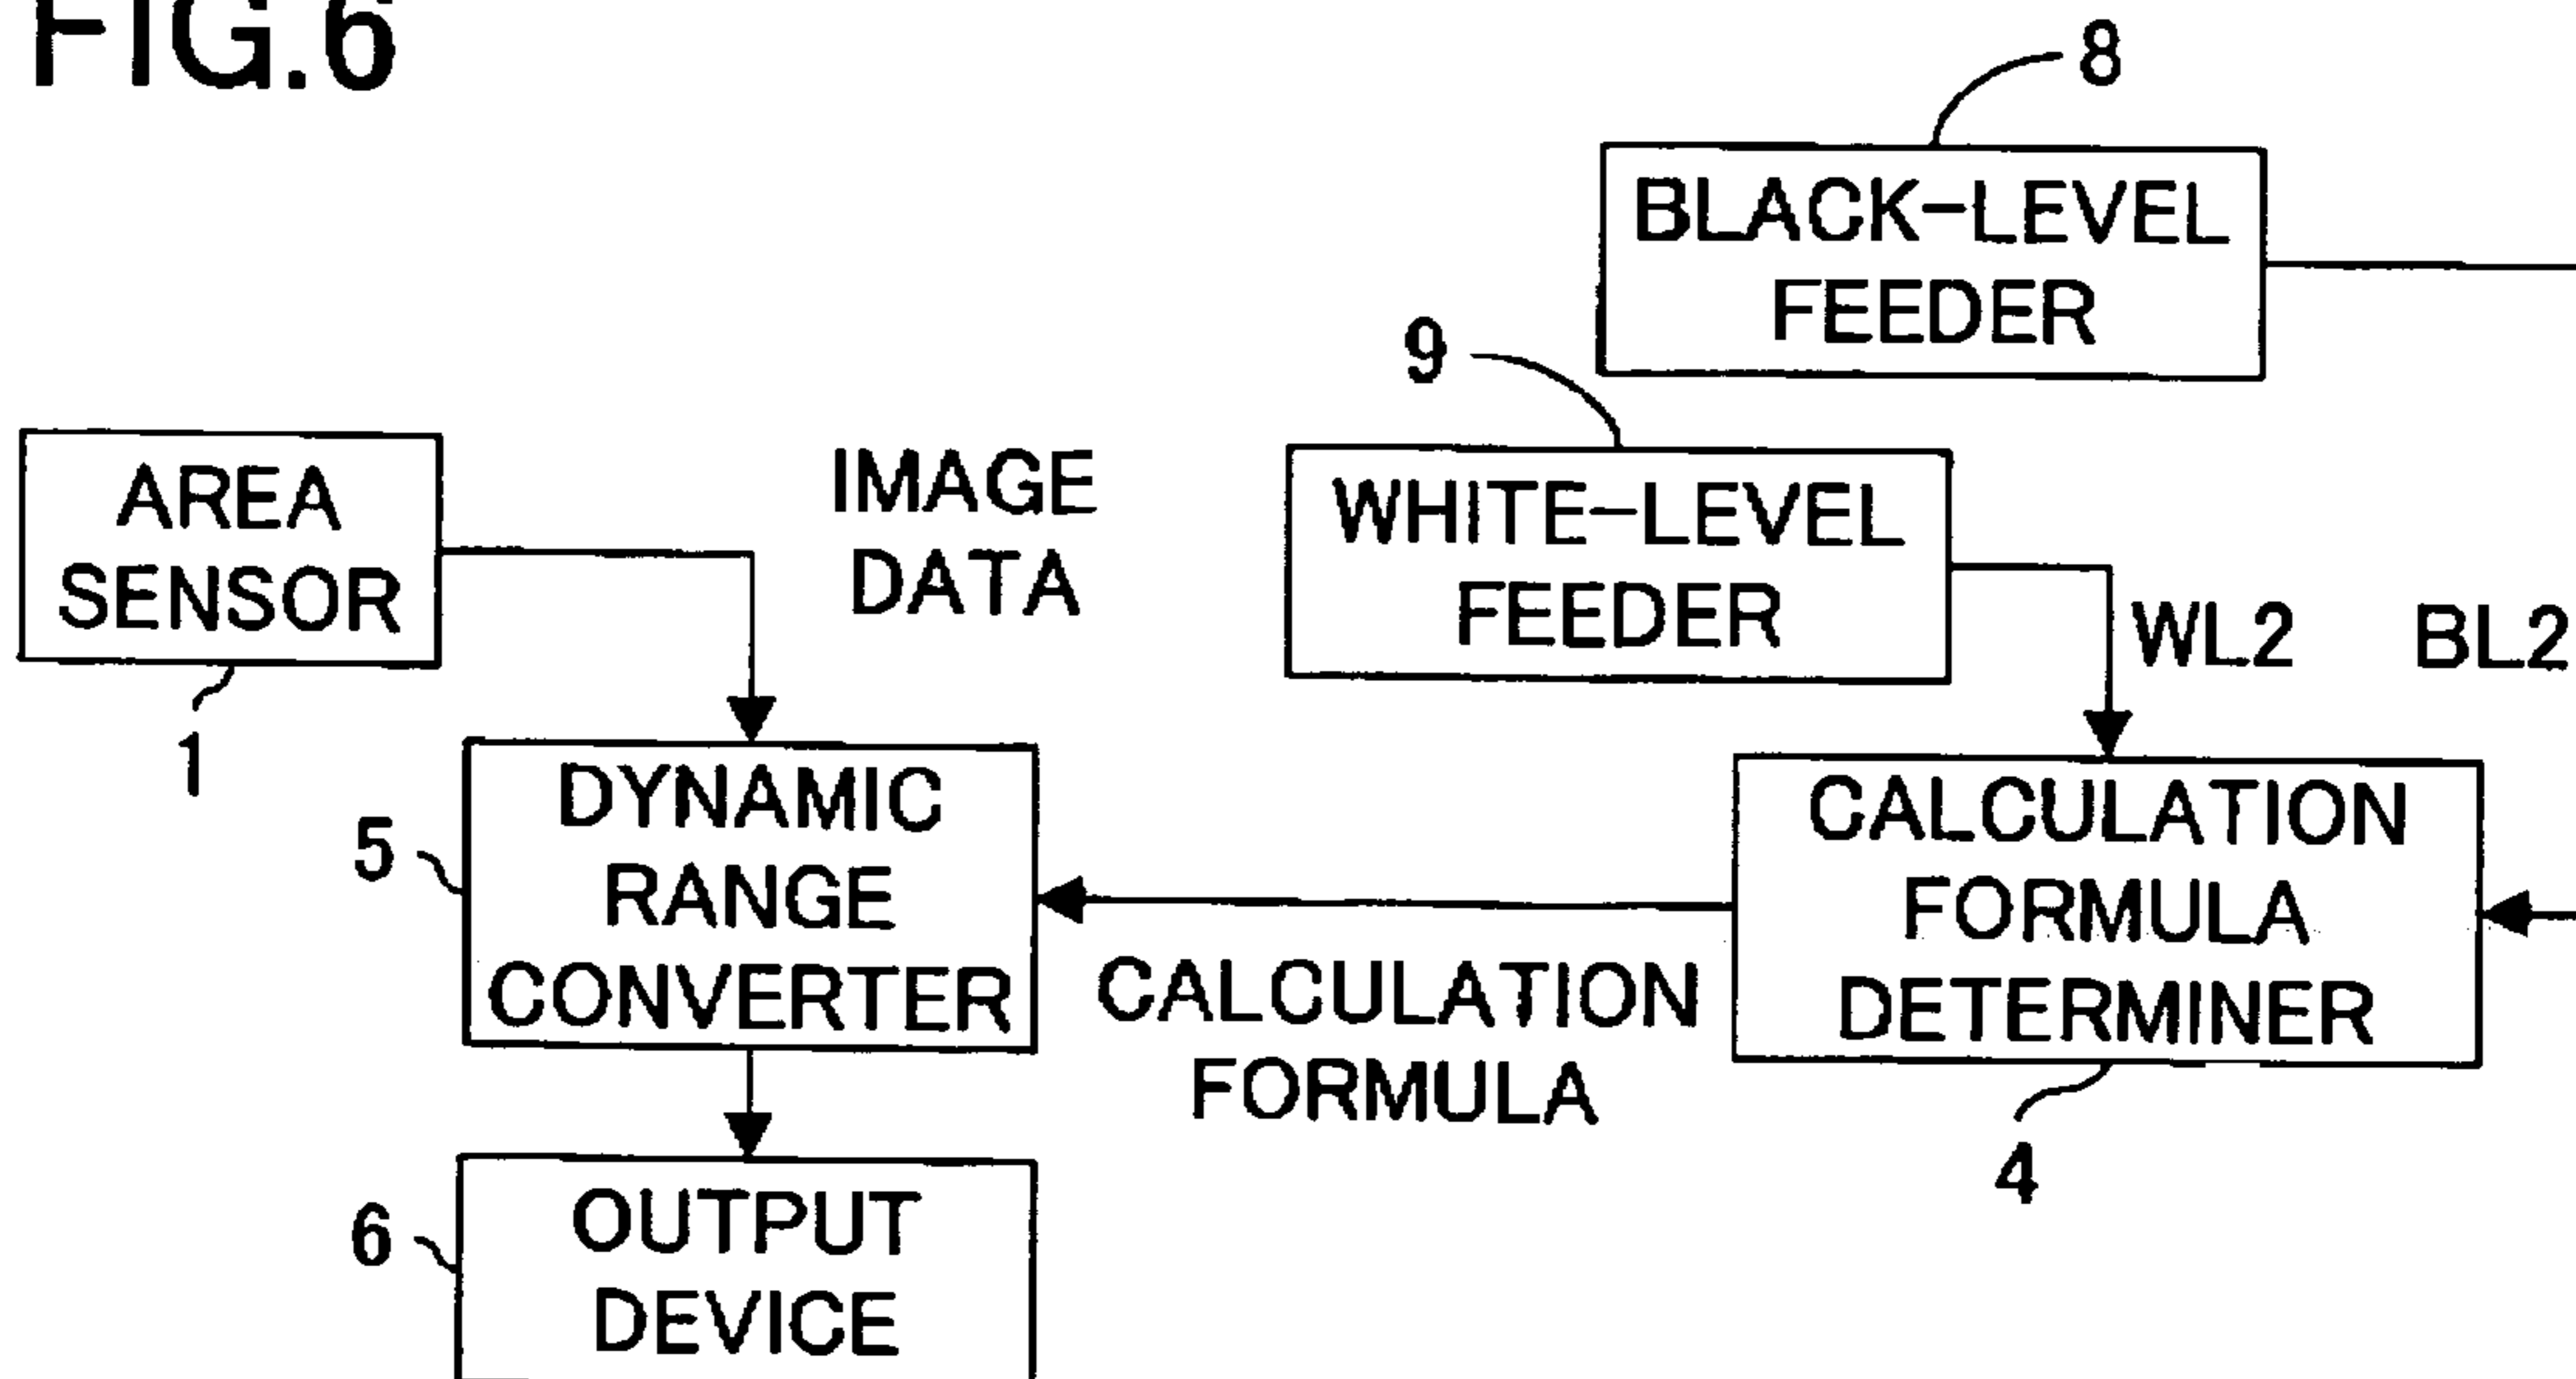 FIG.6
8
BLACK-LEVEL
FEEDER
9
WHITE-LEVEL
FEEDER
AREA
SENSOR
1
IMAGE
DATA
WL2
BL2
5
DYNAMIC
RANGE
CONVERTER
CALCULATION
FORMULA
CALCULATION
FORMULA
DETERMINER
4
6
OUTPUT
DEVICE